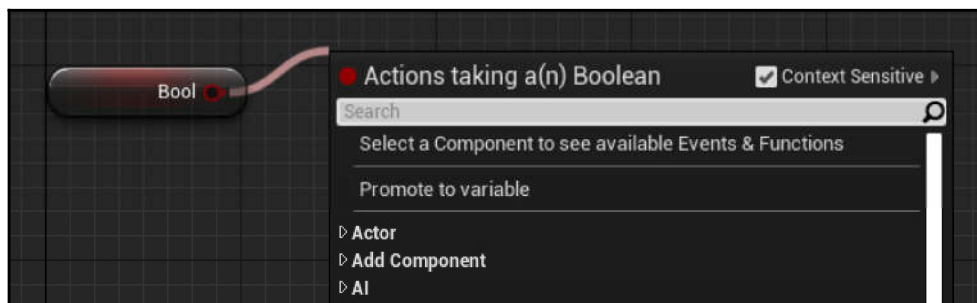 Bool
Actions taking a(n) Boolean
Context Sensitive
Search
Select a Component to see available Events & Functions
Promote to variable
Actor
Add Component
AI